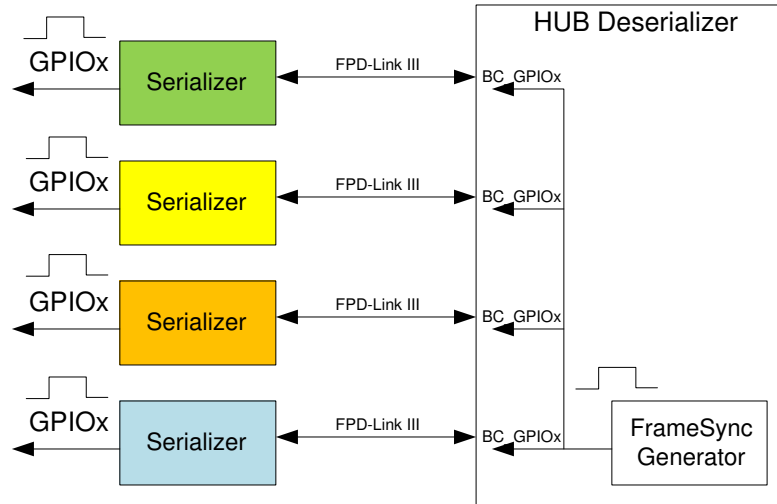 HUB Deserializer
GPIOx
Serializer
FPD-Link III
BC_GPIOx
GPIOx
Serializer
FPD-Link III
BC_GPIOx
GPIOx
Serializer
FPD-Link III
BC_GPIOx
GPIOx
Serializer
FPD-Link III
BC_GPIOx
FrameSync
Generator